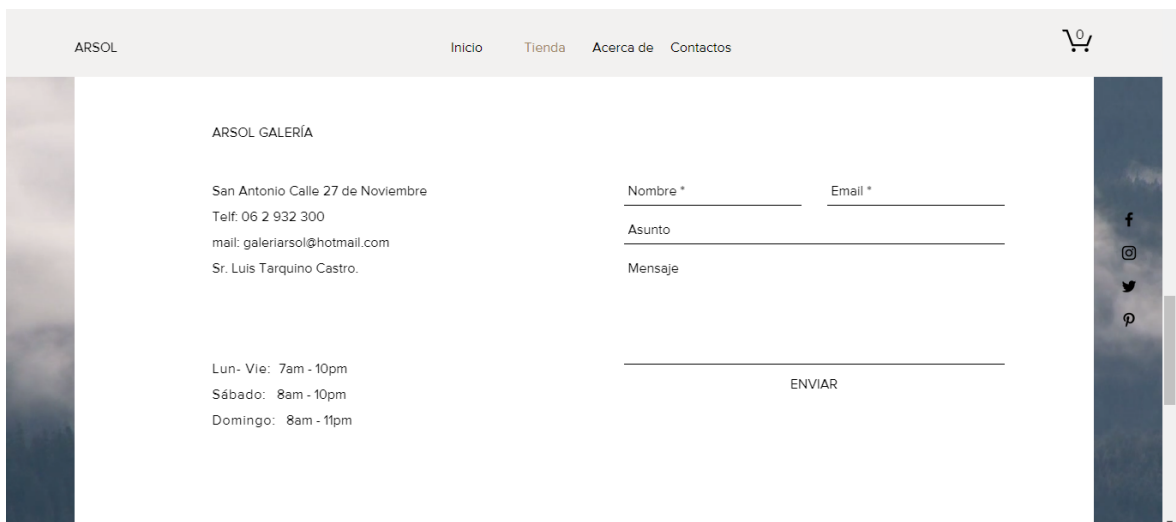 ARSOL
Inicio Tienda Acerca de Contactos
0
ARSOL GALERÍA
San Antonio Calle 27 de Noviembre
Telf: 06 2 932 300
mail: galeriarsol@hotmail.com
Sr. Luis Tarquino Castro.
Lun- Vie: 7am - 10pm
Sábado: 8am - 10pm
Domingo: 8am - 11pm
Nombre * Email *
Asunto
Mensaje
ENVIAR